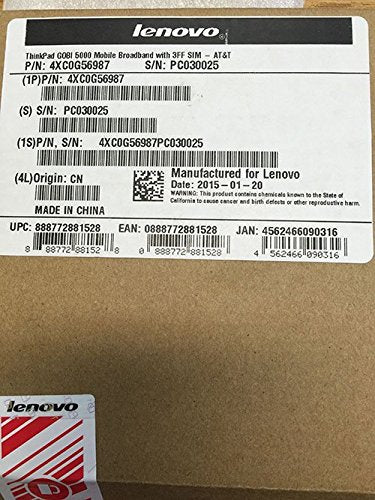 lenovo
ThinkPad GOBI 5000 Mobile Broadband with 3FF SIM – AT&T
P/N: 4XC0G56987 S/N: PC030025
(1P)P/N: 4XC0G56987
(S) S/N: PC030025
(1S)P/N, S/N: 4XC0G56987PC030025
(4L)Origin: CN
MADE IN CHINA
Manufactured for Lenovo
Date: 2015–01–20
WARNING: This product contains chemicals known to the State of
California to cause cancer and birth defects or other reproductive harm.
UPC: 888772881528 EAN: 0888772881528 JAN: 4562466090316
8 88772 88152 8 0 888772 881528 4 562466 090316
lenovo